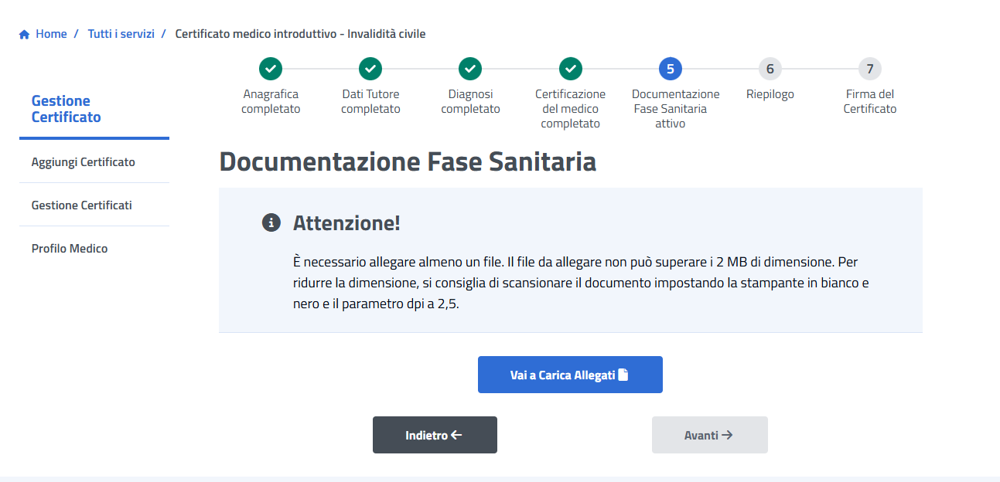 Home / Tutti i servizi / Certificato medico introduttivo - Invalidità civile
Gestione
Certificato
Aggiungi Certificato
Gestione Certificati
Profilo Medico
Anagrafica
completato
Dati Tutore
completato
Diagnosi
completato
Certificazione
del medico
completato
5
Documentazione
Fase Sanitaria
attivo
6
Riepilogo
7
Firma del
Certificato
Documentazione Fase Sanitaria
Attenzione!
È necessario allegare almeno un file. Il file da allegare non può superare i 2 MB di dimensione. Per
ridurre la dimensione, si consiglia di scansionare il documento impostando la stampante in bianco e
nero e il parametro dpi a 2,5.
Vai a Carica Allegati
Indietro
Avanti